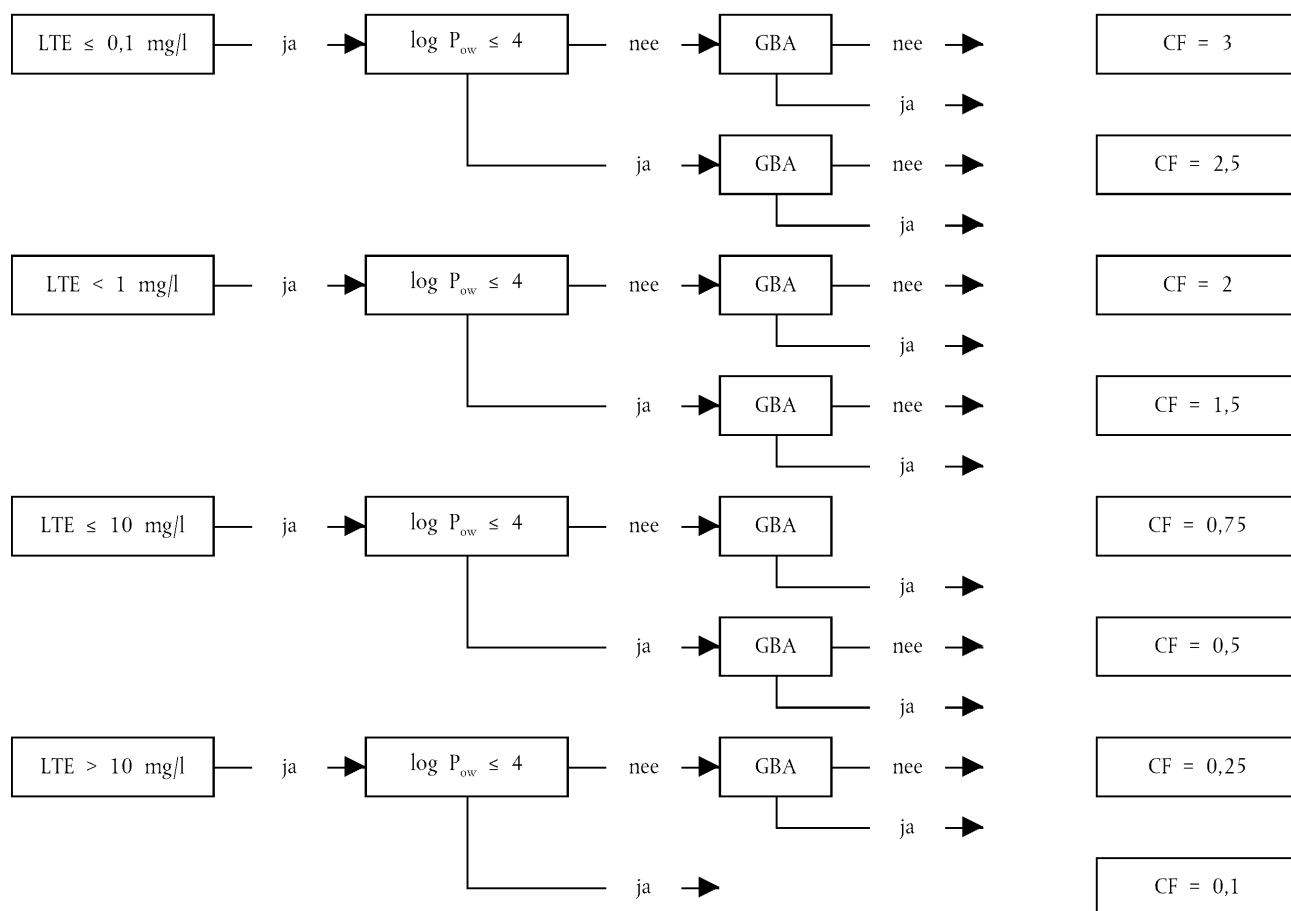 LTE ≤ 0,1 mg/l ja log Pow ≤ 4 nee GBA nee CF = 3
ja
ja GBA nee CF = 2,5
ja
LTE < 1 mg/l ja log Pow ≤ 4 nee GBA nee CF = 2
ja
ja GBA nee CF = 1,5
ja
LTE ≤ 10 mg/l ja log Pow ≤ 4 nee GBA CF = 0,75
ja
ja GBA nee CF = 0,5
ja
LTE > 10 mg/l ja log Pow ≤ 4 nee GBA nee CF = 0,25
ja
ja CF = 0,1